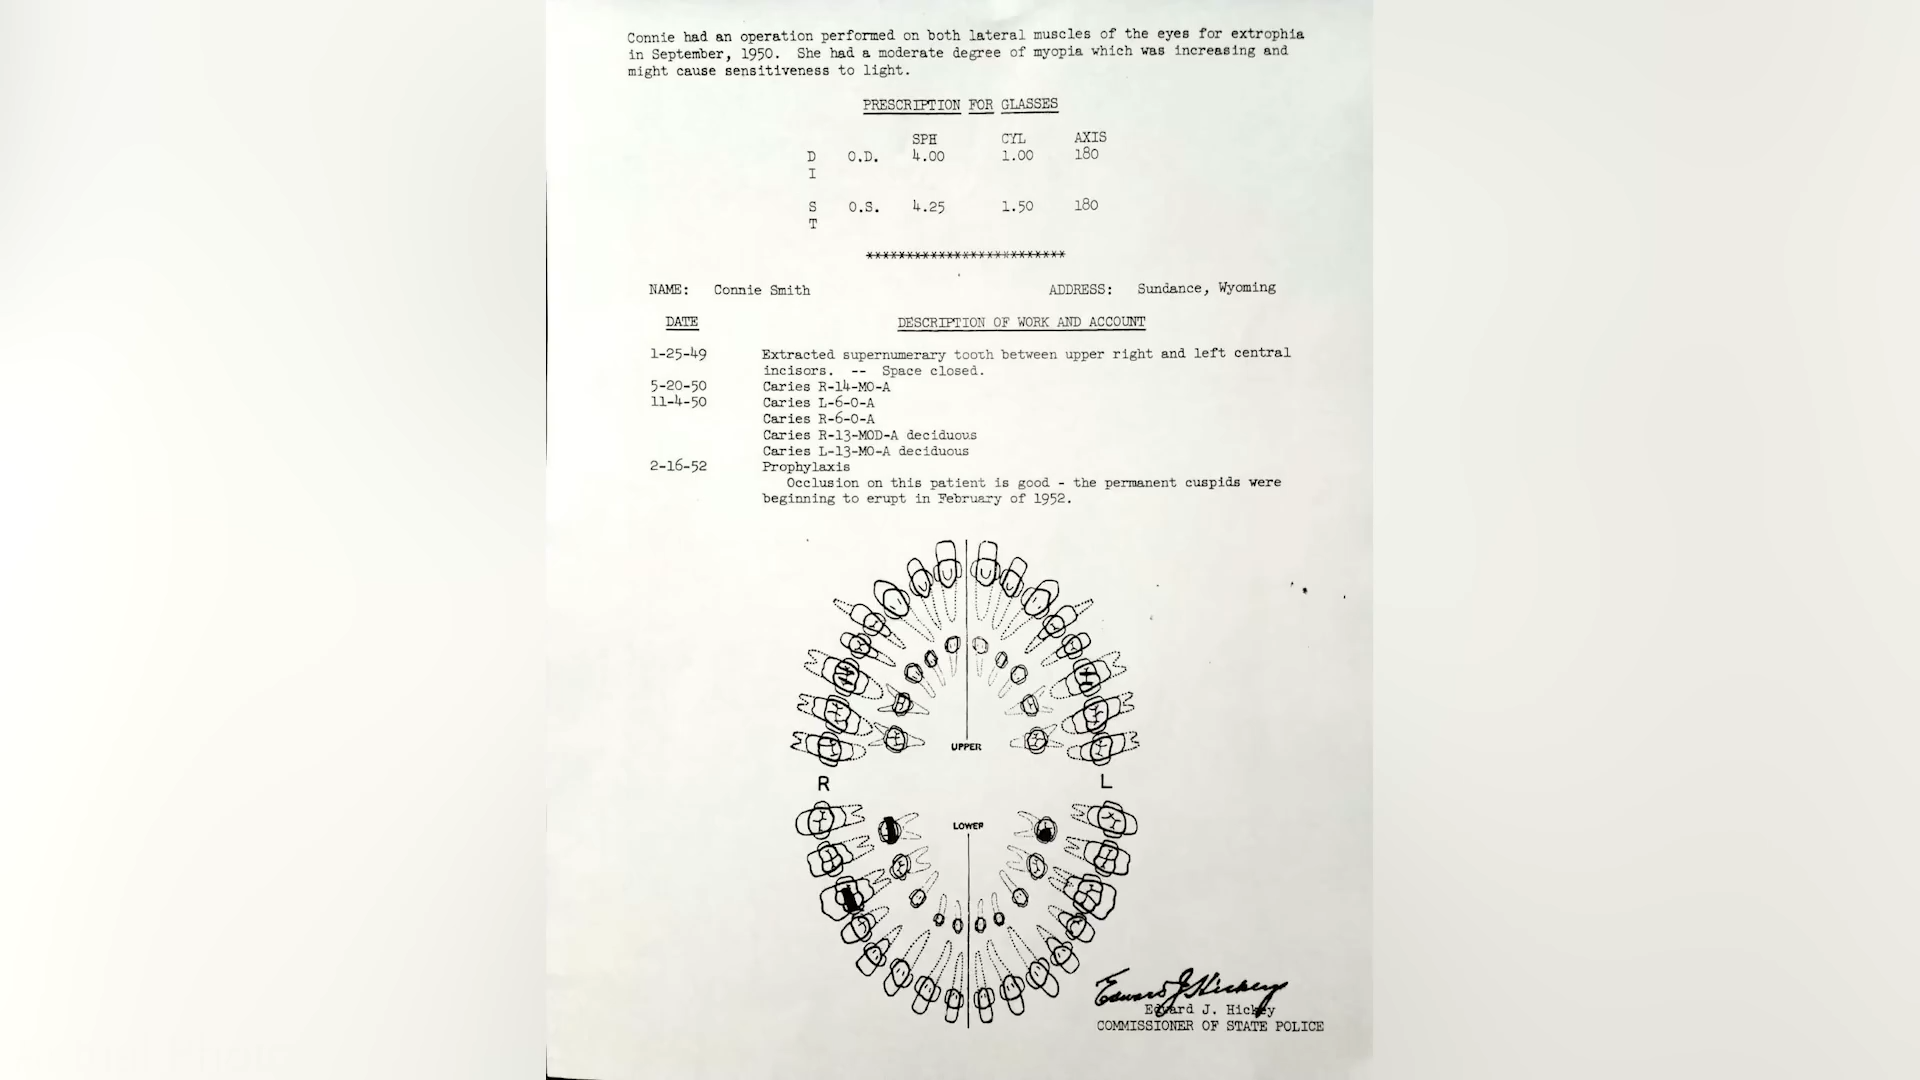 Connie had an operation performed on both lateral muscles of the eyes for extrophia
in September, 1950. She had a moderate degree of myopia which was increasing and
might cause sensitiveness to light.
PRESCRIPTION FOR GLASSES
SPH CYL AXIS
D O.D. 4.00 1.00 180
I
S O.S. 4.25 1.50 180
T
*************************
NAME: Connie Smith ADDRESS: Sundance, Wyoming
DATE DESCRIPTION OF WORK AND ACCOUNT
1-25-49 Extracted supernumerary tooth between upper right and left central
incisors. -- Space closed.
5-20-50 Caries R-14-MO-A
11-4-50 Caries L-6-O-A
Caries R-6-O-A
Caries R-13-MOD-A deciduous
Caries L-13-MO-A deciduous
2-16-52 Prophylaxis
Occlusion on this patient is good - the permanent cuspids were
beginning to erupt in February of 1952.
UPPER
R L
LOWER
Edward J Hickey
Edward J. Hickey
COMMISSIONER OF STATE POLICE